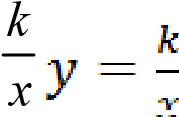 k/x y = k/x